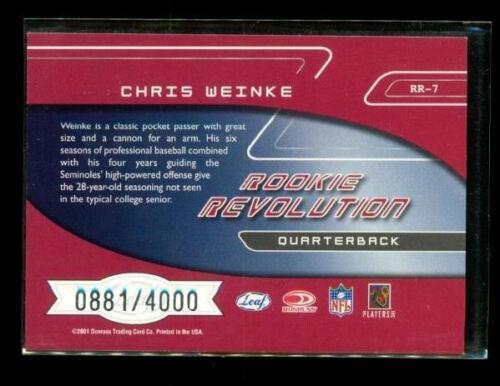 CHRIS WEINKE
RR-7
Weinke is a classic pocket passer with great
size and a cannon for an arm. His six
seasons of professional baseball combined
with his four years guiding the
Seminoles' high-powered offense give
the 28-year-old seasoning not seen
in the typical college senior.
ROOKIE
REVOLUTION
QUARTERBACK
0881/4000
Leaf
DONRUSS
NFL
PLAYERS INC
©2001 Donruss Trading Card Co. Printed in the USA.